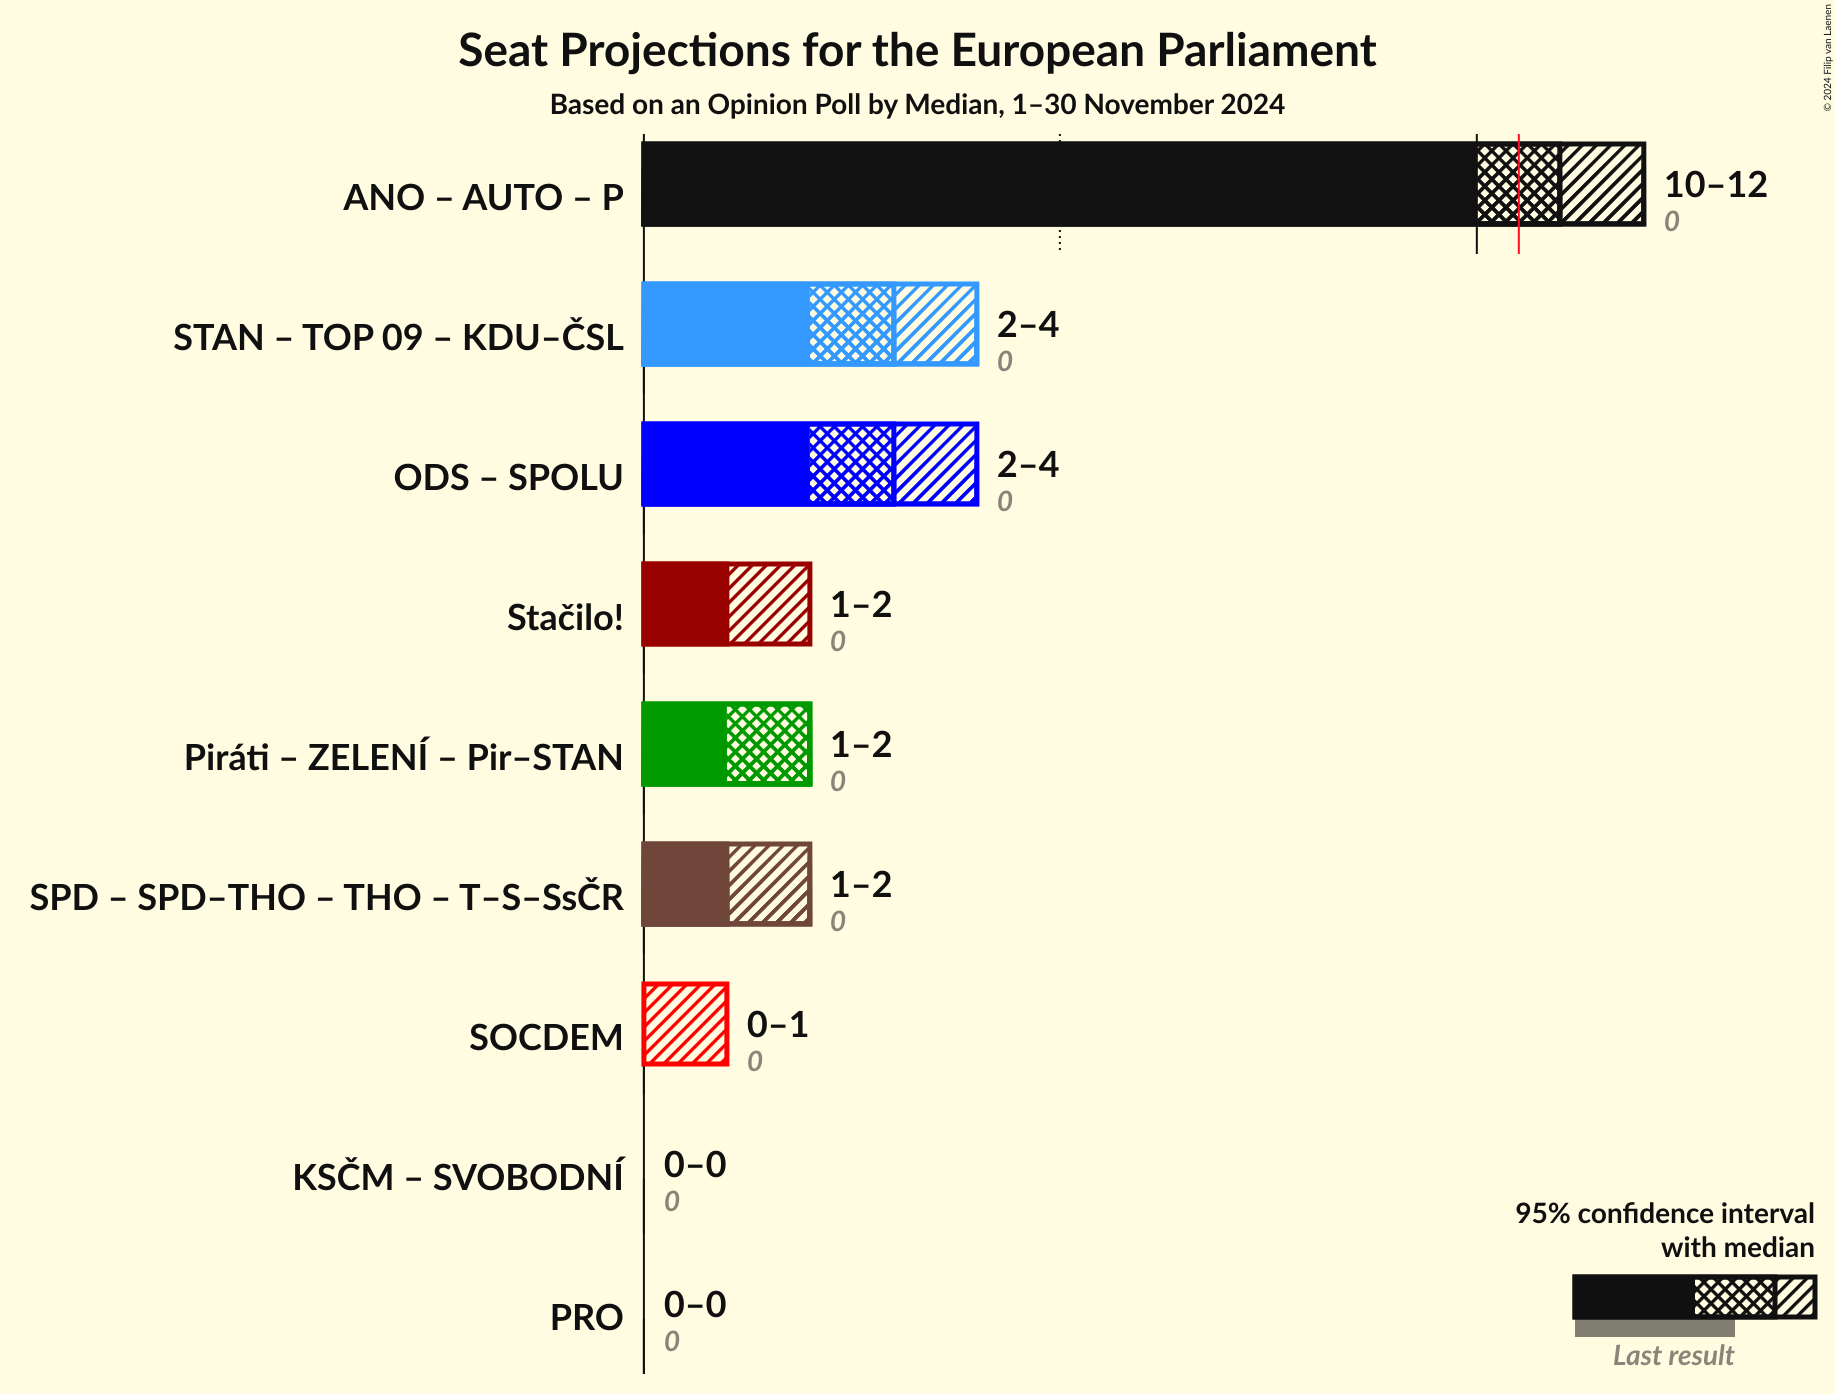 Seat Projections for the European Parliament
Based on an Opinion Poll by Median, 1–30 November 2024
© 2024 Filip van Laenen
ANO – AUTO – P
10–12
0
STAN – TOP 09 – KDU–ČSL
2–4
0
ODS – SPOLU
2–4
0
Stačilo!
1–2
0
Piráti – ZELENÍ – Pir–STAN
1–2
0
SPD – SPD–THO – THO – T–S–SsČR
1–2
0
SOCDEM
0–1
0
KSČM – SVOBODNÍ
0–0
0
PRO
0–0
0
95% confidence interval
with median
Last result